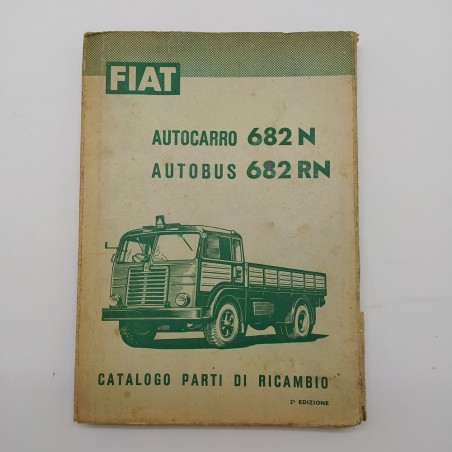 FIAT
AUTOCARRO 682 N
AUTOBUS 682 RN
CATALOGO PARTI DI RICAMBIO
2ª EDIZIONE